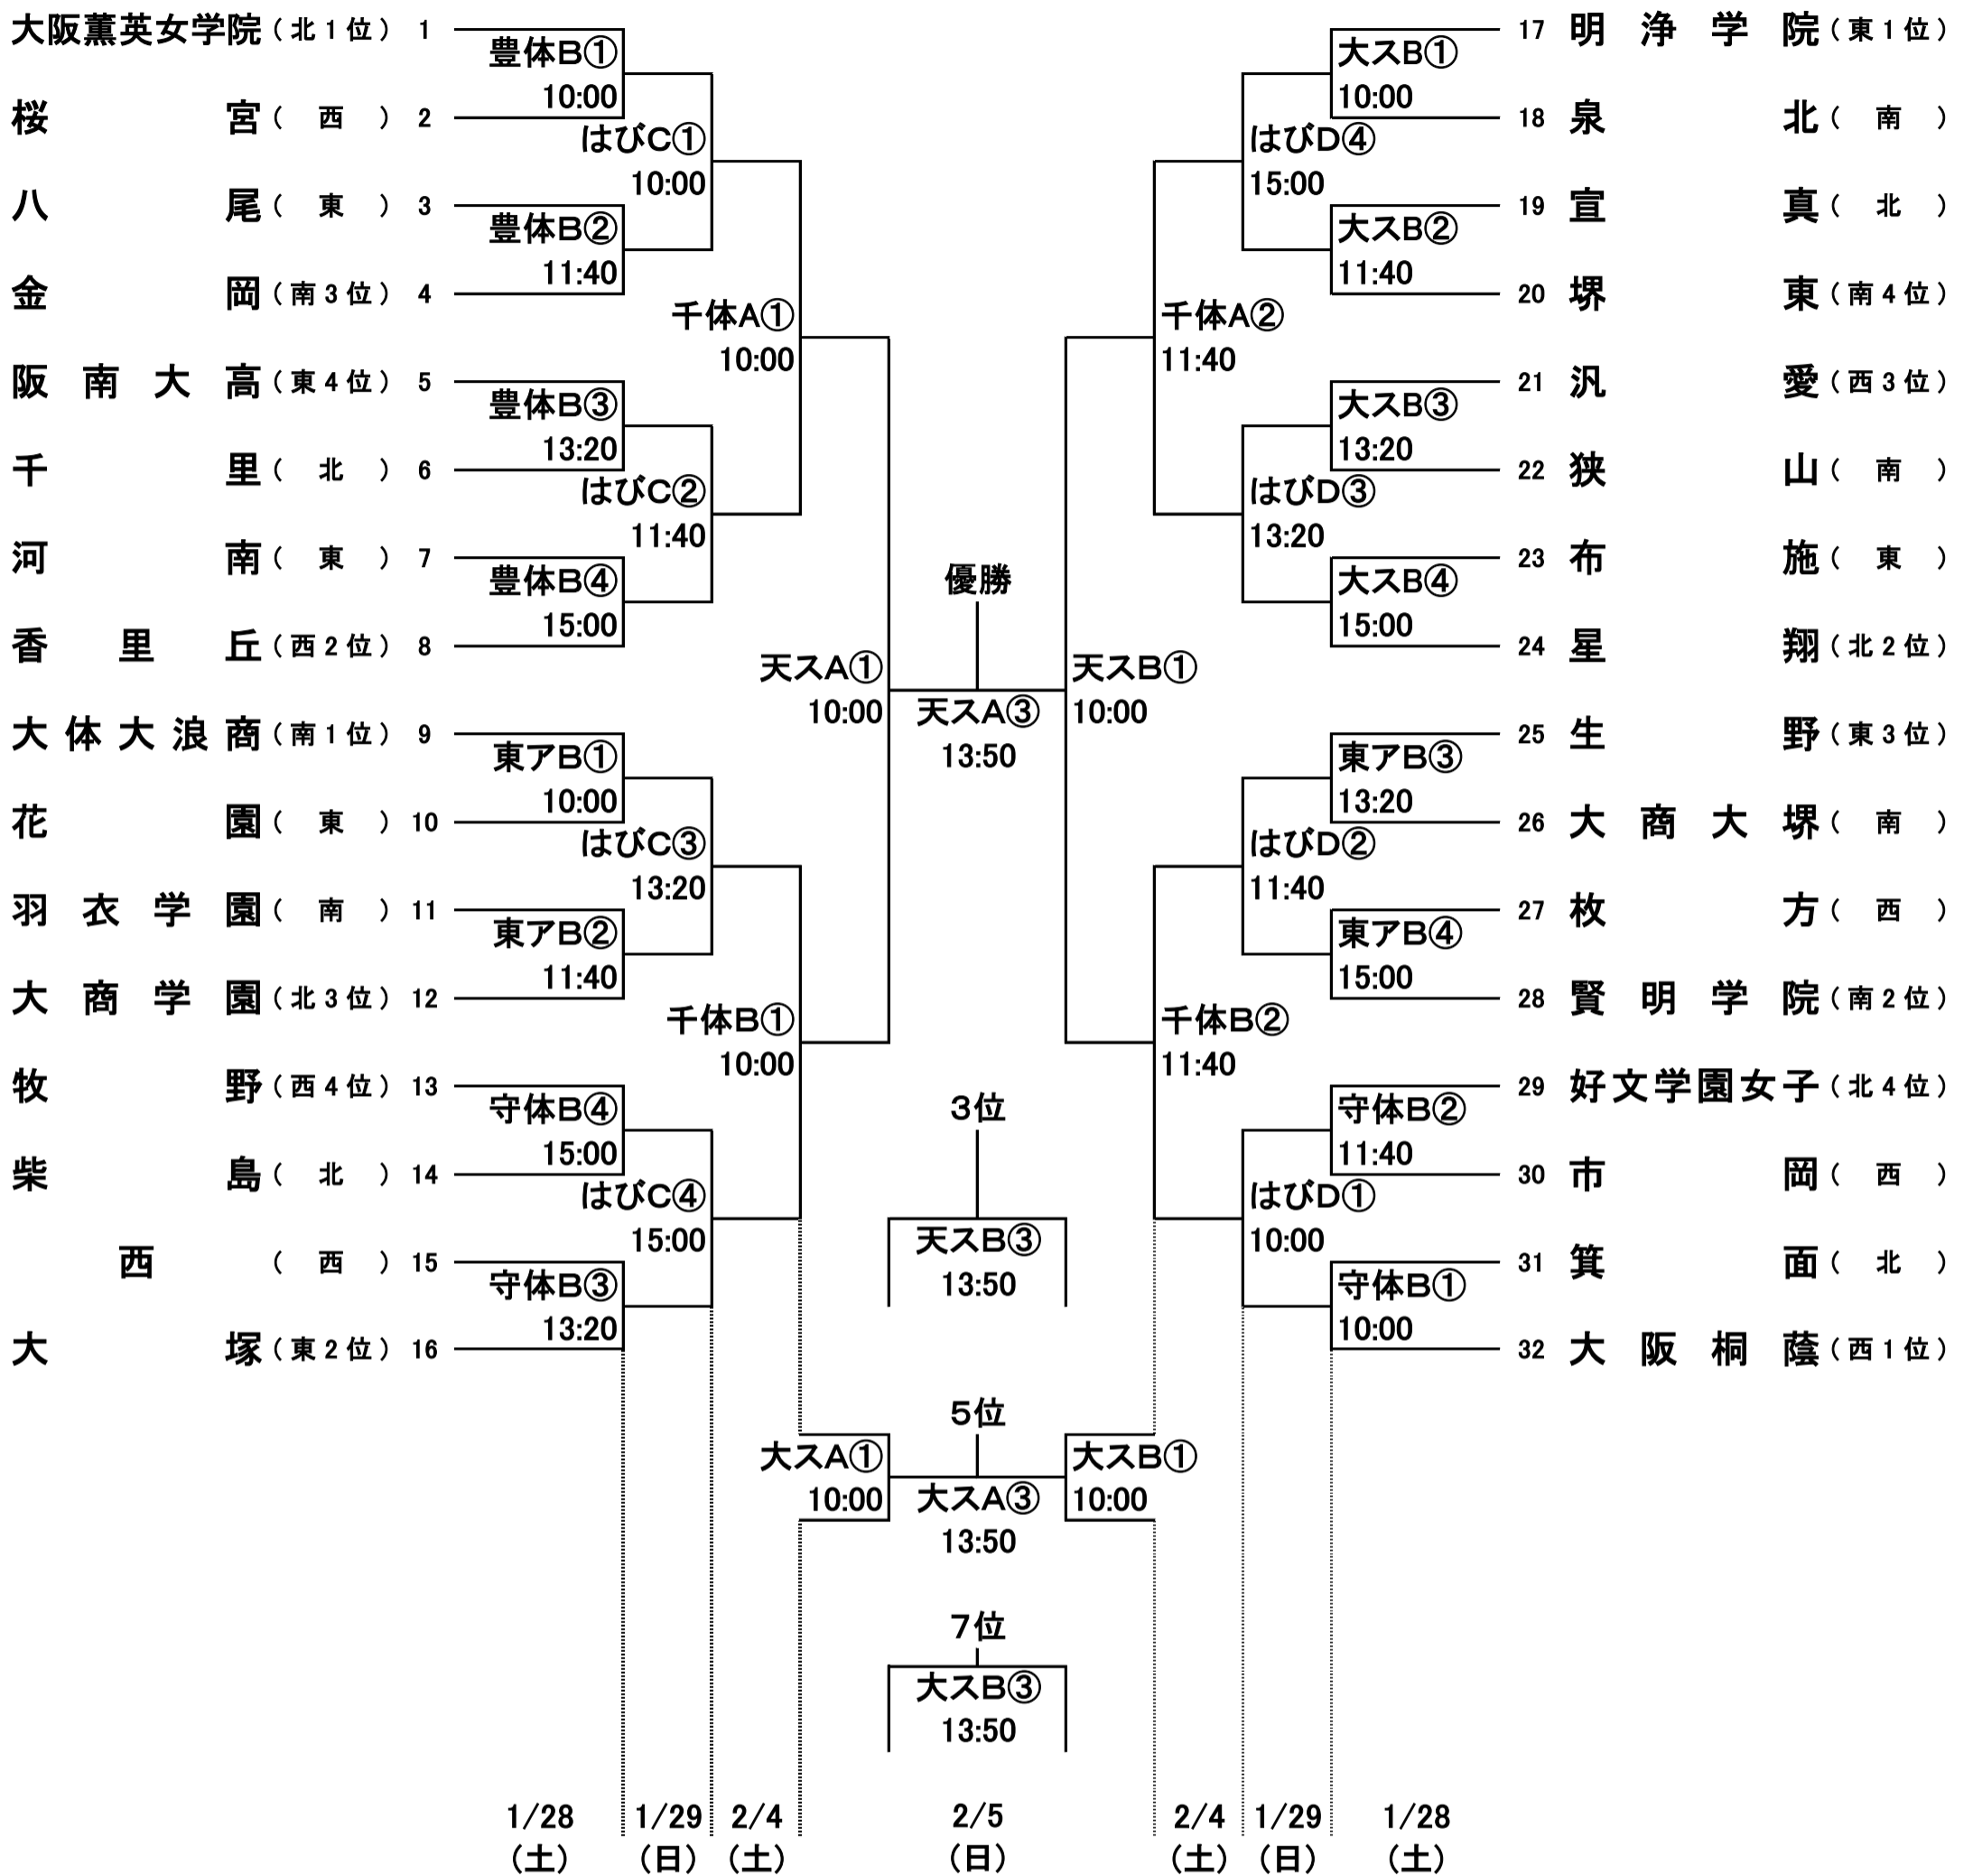 大阪薫英女学院（北１位） 1
豊体B①
10:00
桜宮（西） 2
はびC①
10:00
八尾（東） 3
豊体B②
11:40
金岡（南３位） 4
千体A①
10:00
阪南大高（東４位） 5
豊体B③
13:20
千里（北） 6
はびC②
11:40
河南（東） 7
豊体B④
15:00
香里丘（西２位） 8
天スA①
10:00
大体大浪商（南１位） 9
東アB①
10:00
花園（東） 10
はびC③
13:20
羽衣学園（南） 11
東アB②
11:40
大商学園（北３位） 12
千体B①
10:00
牧野（西４位） 13
守体B④
15:00
柴島（北） 14
はびC④
15:00
西（西） 15
守体B③
13:20
大塚（東２位） 16
優勝
天スA③
13:50
3位
天スB③
13:50
5位
大スA①
10:00
大スA③
13:50
大スB①
10:00
7位
大スB③
13:50
17 明浄学院（東１位）
大スB①
10:00
18 泉北（南）
はびD④
15:00
19 宣真（北）
大スB②
11:40
20 堺東（南４位）
千体A②
11:40
21 汎愛（西３位）
大スB③
13:20
22 狭山（南）
はびD③
13:20
23 布施（東）
大スB④
15:00
24 星翔（北２位）
天スB①
10:00
25 生野（東３位）
東アB③
13:20
26 大商大堺（南）
はびD②
11:40
27 枚方（西）
東アB④
15:00
28 賢明学院（南２位）
千体B②
11:40
29 好文学園女子（北４位）
守体B②
11:40
30 市岡（西）
はびD①
10:00
31 箕面（北）
守体B①
10:00
32 大阪桐蔭（西１位）
1/28 1/29 2/4 2/5 2/4 1/29 1/28
（土） （日） （土） （日） （土） （日） （土）